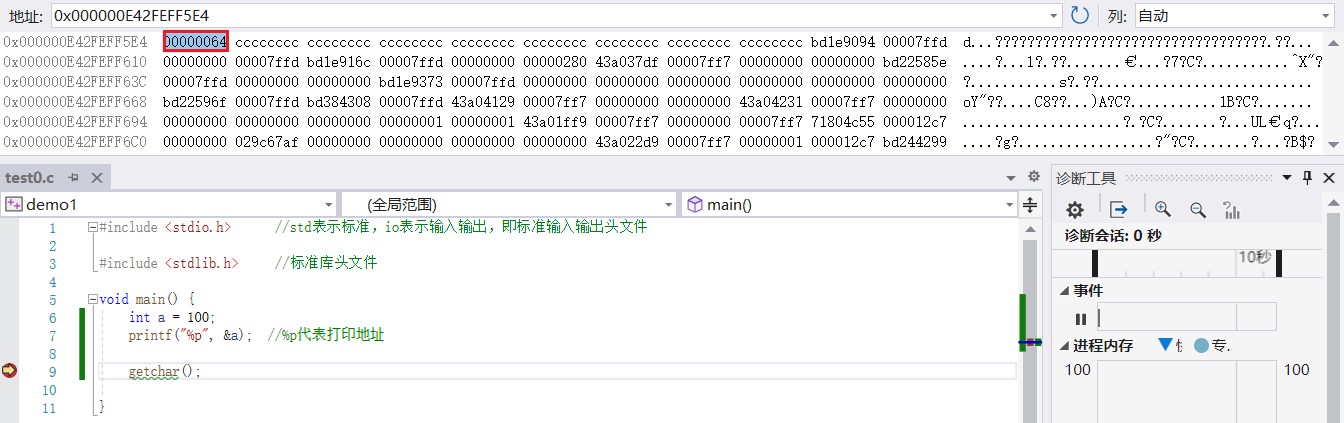 地址: 0x000000E42FEFF5E4 列: 自动
0x000000E42FEFF5E4 00000064 cccccccc cccccccc cccccccc cccccccc cccccccc cccccccc cccccccc cccccccc bd1e9094 00007ffd d...????????????????????????????????.??...
0x000000E42FEFF610 00000000 00007ffd bd1e916c 00007ffd 00000000 00000280 43a037df 00007ff7 00000000 00000000 bd22585e
0x000000E42FEFF63C 00007ffd 00000000 00000000 bd1e9373 00007ffd 00000000 00000000 00000000 00000000 00000000 00000000
0x000000E42FEFF668 bd22596f 00007ffd bd384308 00007ffd 43a04129 00007ff7 00000000 00000000 43a04231 00007ff7 00000000
0x000000E42FEFF694 00000000 00000000 00000000 00000001 00000001 43a01ff9 00007ff7 00000000 00007ff7 71804c55 000012c7
0x000000E42FEFF6C0 00000000 029c67af 00000000 00000000 00000000 00000000 43a022d9 00007ff7 00000001 000012c7 bd244299
test0.c
诊断工具
demo1 (全局范围) main()
诊断会话: 0 秒
10秒
事件
进程内存 专.
100 100
1 #include <stdio.h> //std表示标准，io表示输入输出，即标准输入输出头文件
2
3 #include <stdlib.h> //标准库头文件
4
5 void main() {
6 int a = 100;
7 printf("%p", &a); //%p代表打印地址
8
9 getchar();
10
11 }